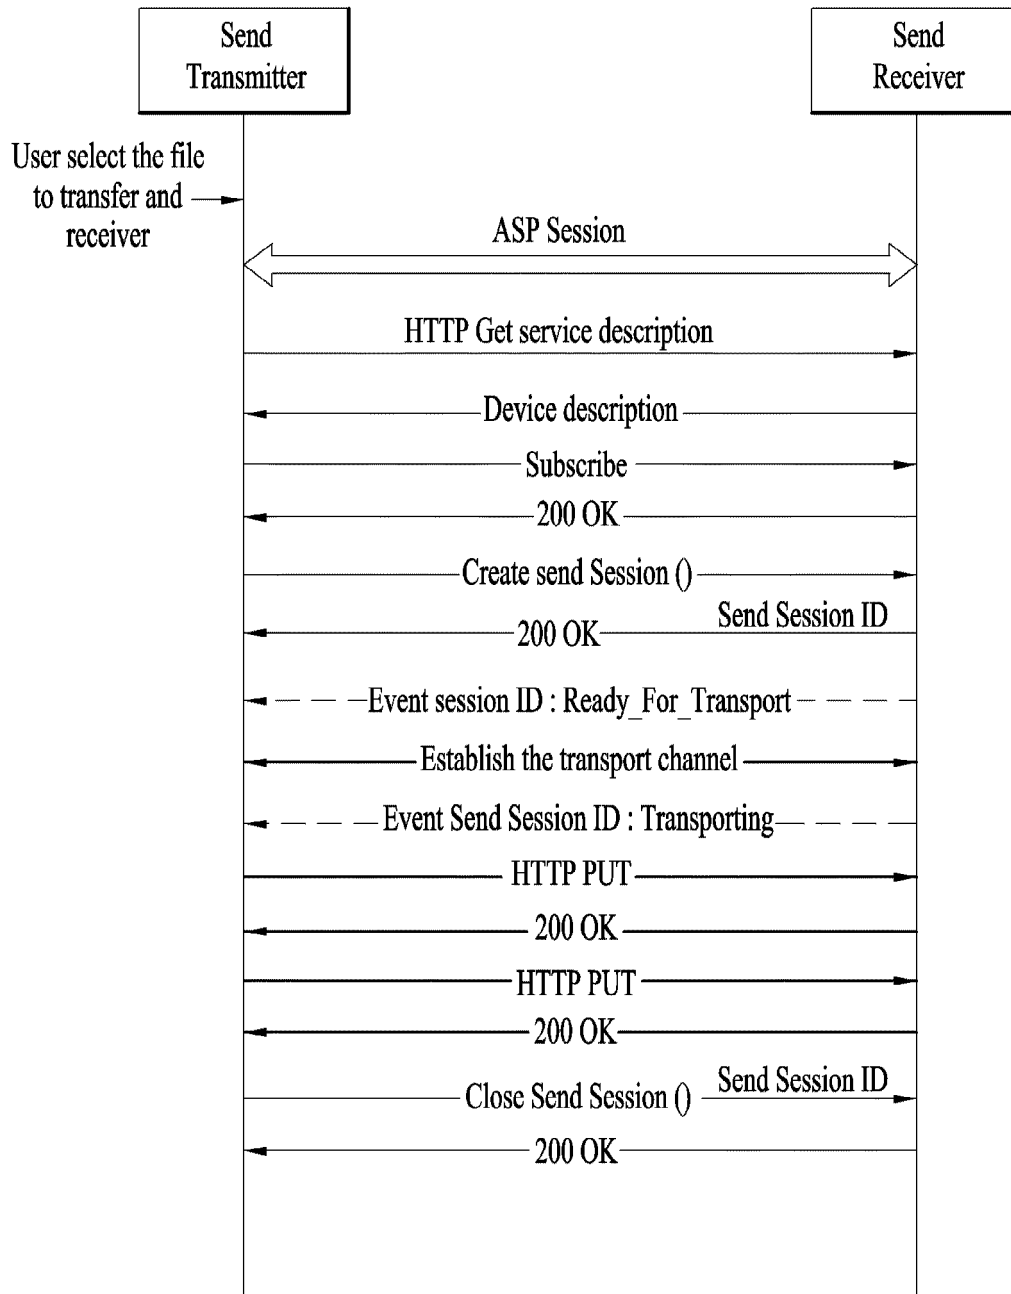 Send
Transmitter
Send
Receiver
User select the file
to transfer and
receiver
ASP Session
HTTP Get service description
Device description
Subscribe
200 OK
Create send Session ()
Send Session ID
200 OK
Event session ID : Ready_For_Transport
Establish the transport channel
Event Send Session ID : Transporting
HTTP PUT
200 OK
HTTP PUT
200 OK
Send Session ID
Close Send Session ()
200 OK